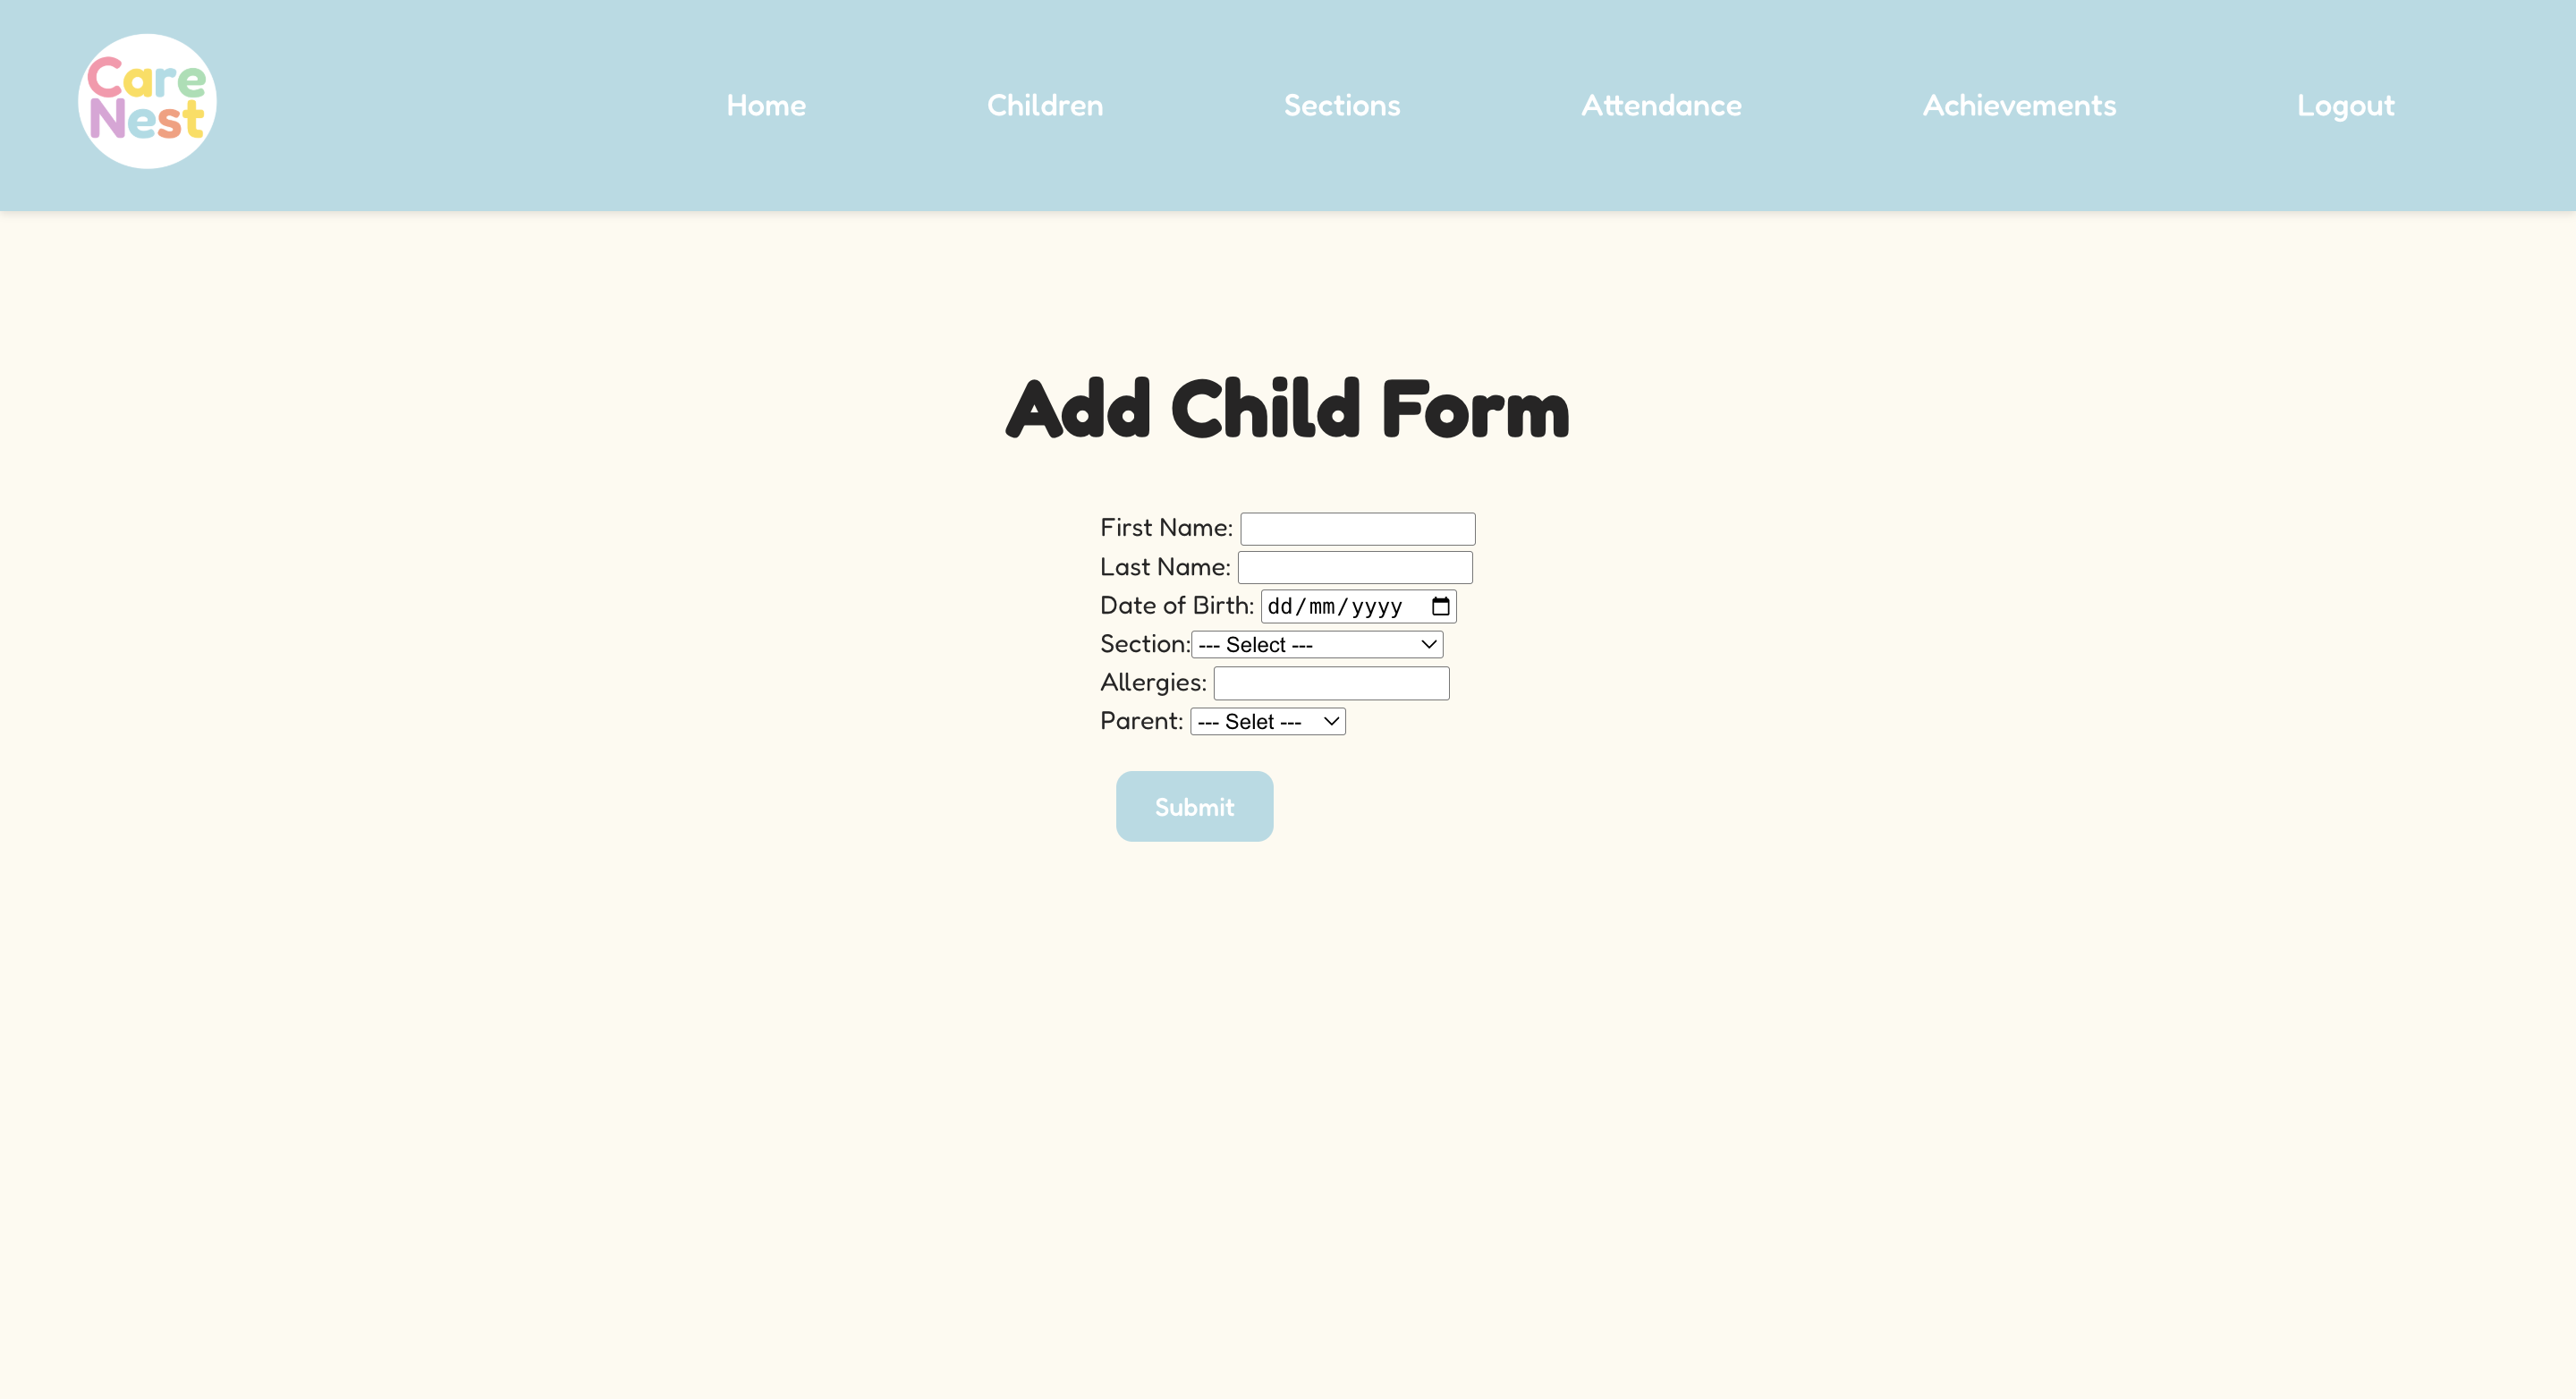 Care
Nest
Home Children Sections Attendance Achievements Logout
Add Child Form
First Name:
Last Name:
Date of Birth: dd/mm/yyyy
Section: --- Select ---
Allergies:
Parent: --- Selet ---
Submit